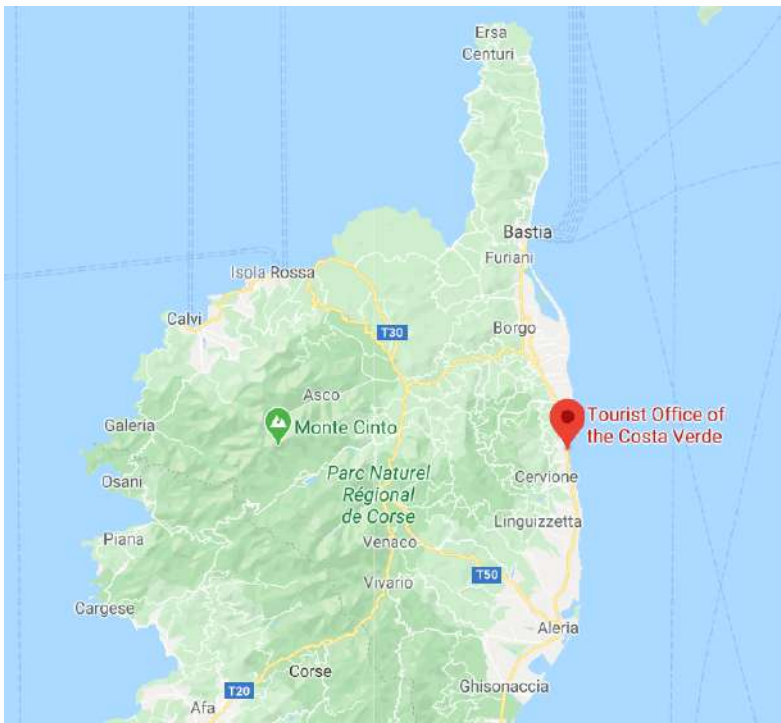 Ersa
Centuri
Bastia
Furiani
Isola Rossa
Calvi
Borgo
T30
Asco
Tourist Office of
the Costa Verde
Galeria
Monte Cinto
Parc Naturel
Régional
de Corse
Cervione
Osani
Linguizzetta
Piana
Venaco
T50
Vivario
Cargese
Aleria
Corse
Ghisonaccia
T20
Afa